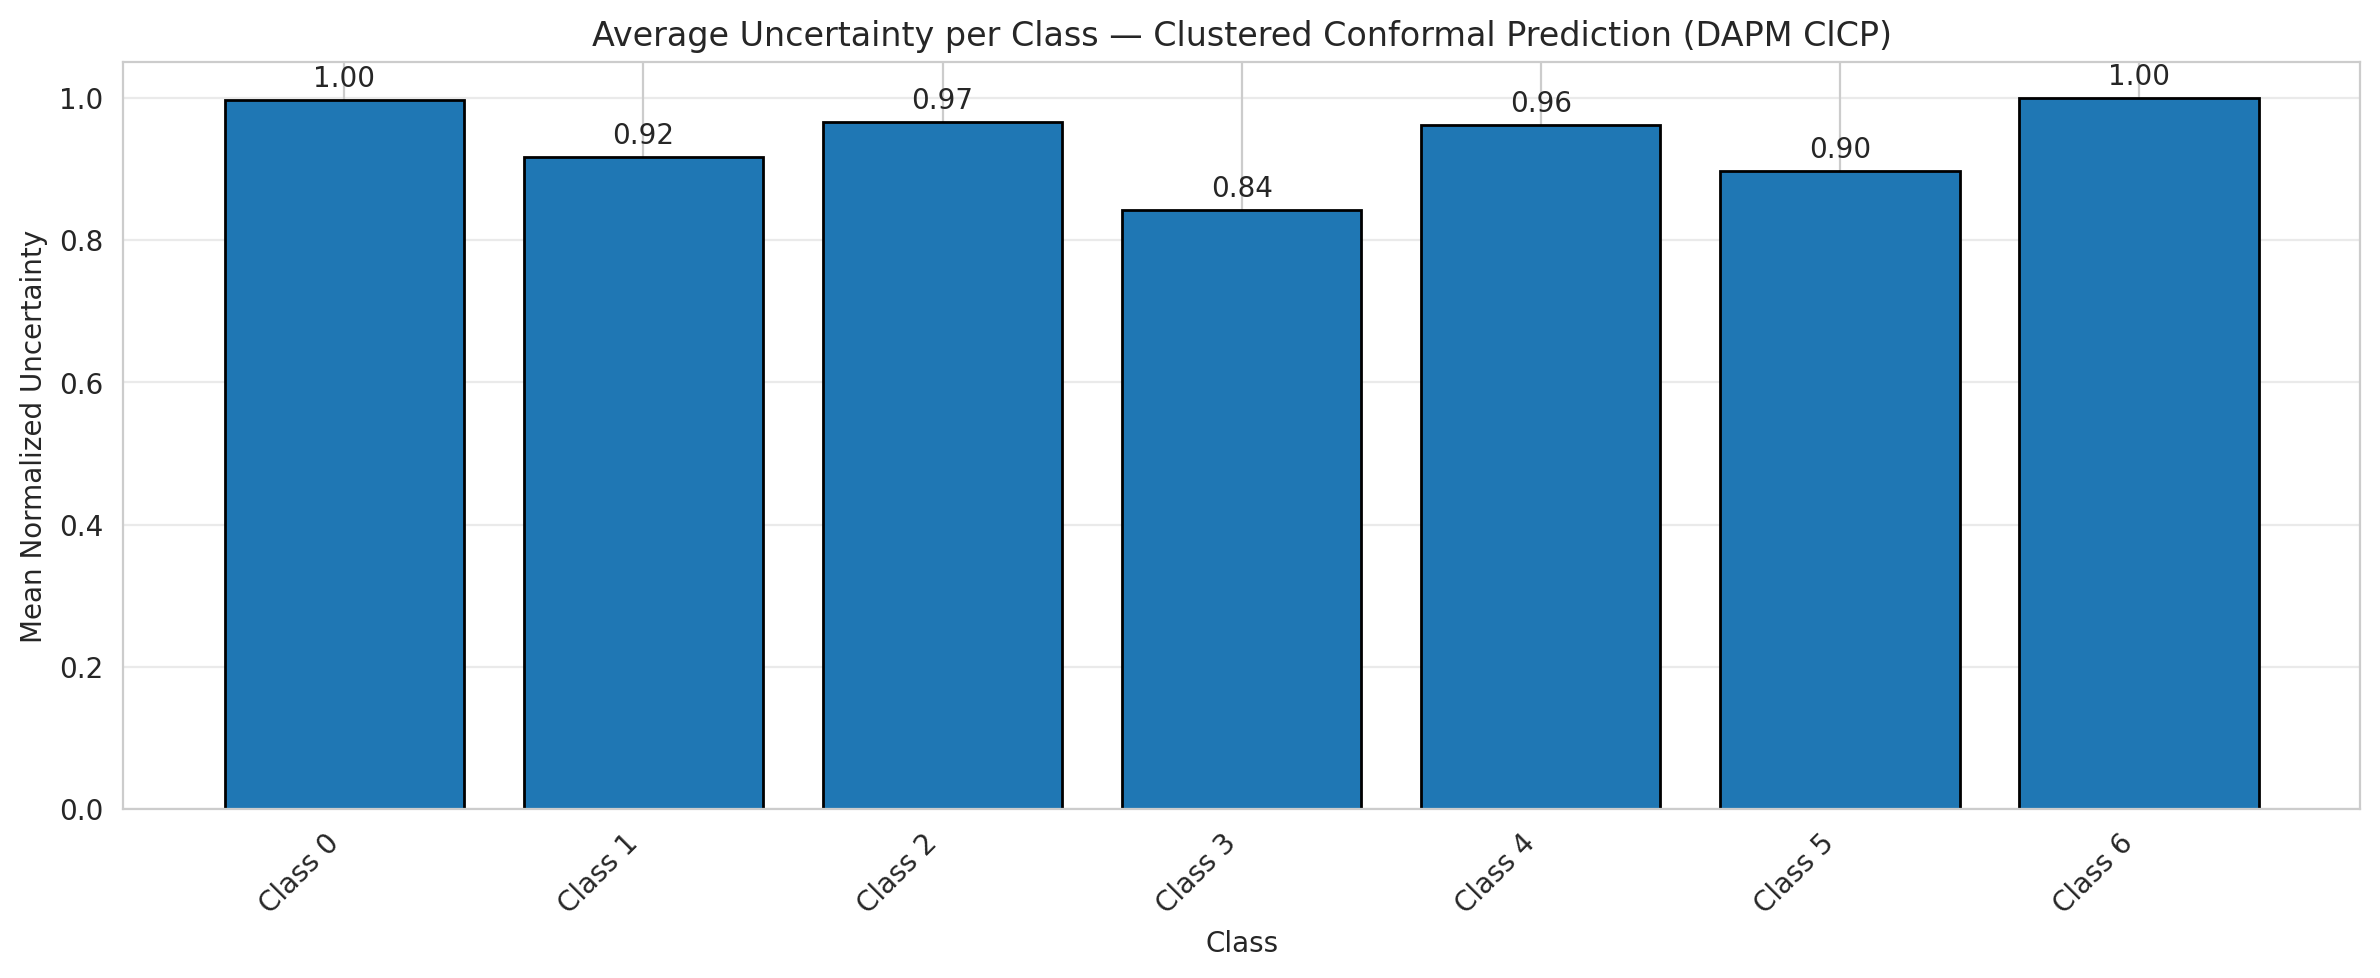 Average Uncertainty per Class — Clustered Conformal Prediction (DAPM ClCP)
Mean Normalized Uncertainty
1.0
0.8
0.6
0.4
0.2
0.0
1.00
0.92
0.97
0.84
0.96
0.90
1.00
Class 0
Class 1
Class 2
Class 3
Class 4
Class 5
Class 6
Class